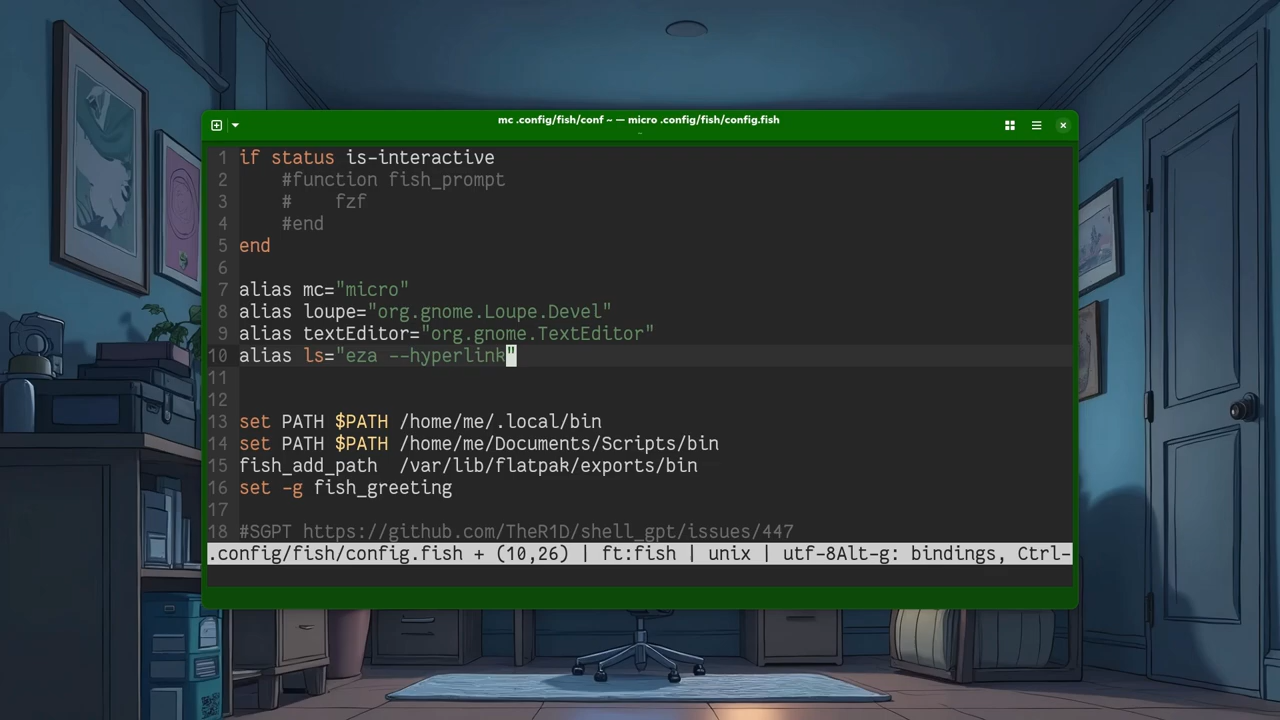 mc .config/fish/conf ~ — micro .config/fish/config.fish
~
1 if status is-interactive
2     #function fish_prompt
3     #    fzf
4     #end
5 end
6
7 alias mc="micro"
8 alias loupe="org.gnome.Loupe.Devel"
9 alias textEditor="org.gnome.TextEditor"
10 alias ls="eza --hyperlink"
11
12
13 set PATH $PATH /home/me/.local/bin
14 set PATH $PATH /home/me/Documents/Scripts/bin
15 fish_add_path  /var/lib/flatpak/exports/bin
16 set -g fish_greeting
17
18 #SGPT https://github.com/TheR1D/shell_gpt/issues/447
.config/fish/config.fish + (10,26) | ft:fish | unix | utf-8Alt-g: bindings, Ctrl-